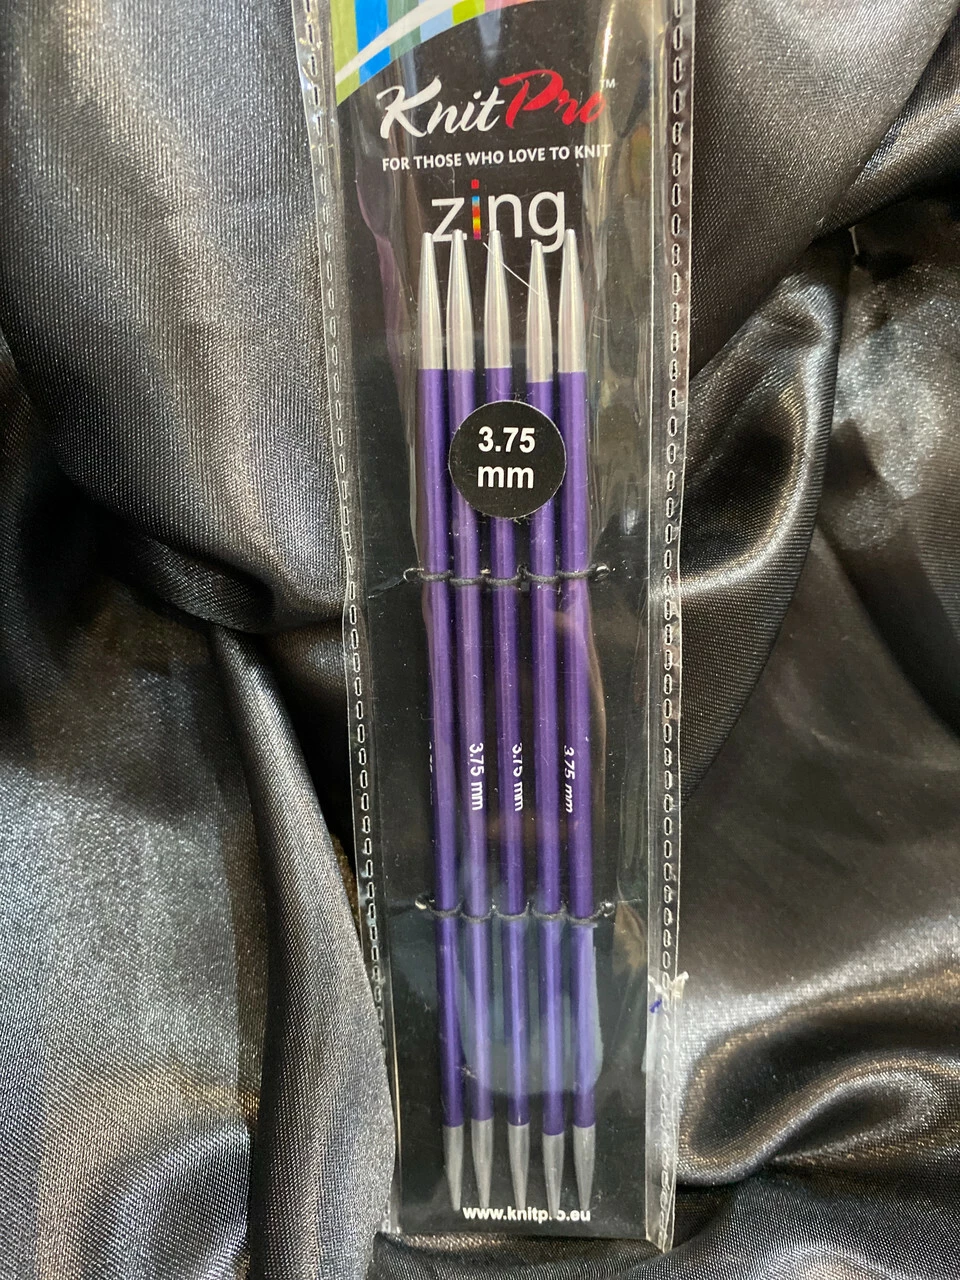 KnitPro™
FOR THOSE WHO LOVE TO KNIT
zing
3.75
mm
3.75 mm
3.75 mm
3.75 mm
www.knitpro.eu